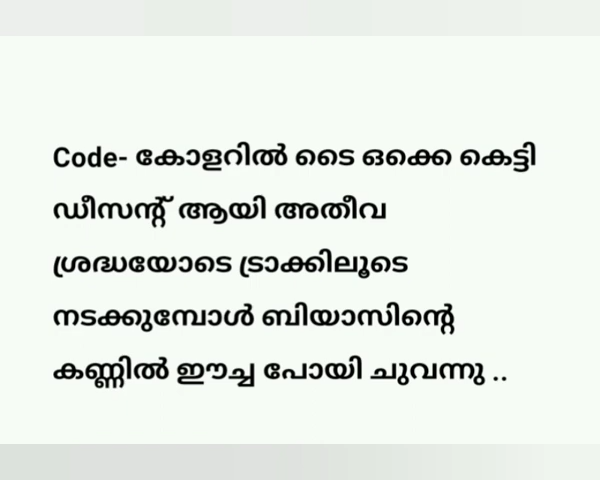 Code- കോളറിൽ ടൈ ഒക്കെ കെട്ടി
ഡീസന്റ് ആയി അതീവ
ശ്രദ്ധയോടെ ട്രാക്കിലൂടെ
നടക്കുമ്പോൾ ബിയാസിന്റെ
കണ്ണിൽ ഈച്ച പോയി ചുവന്നു ..